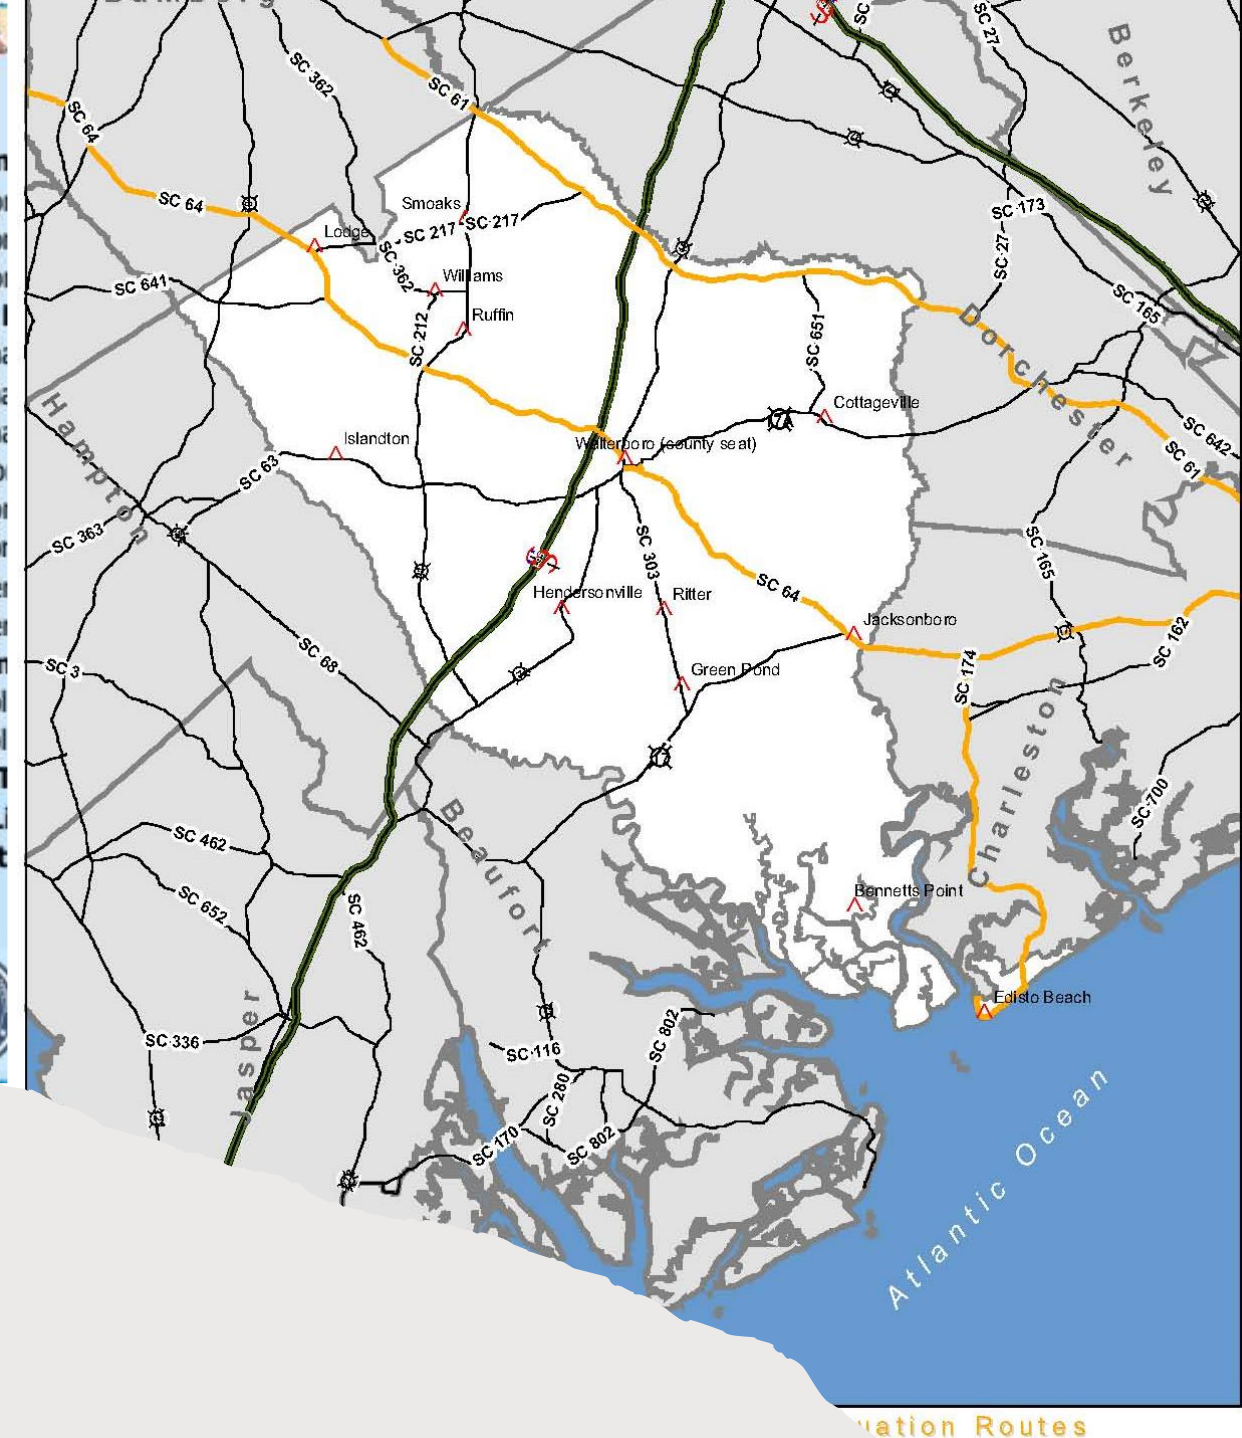 Bamberg
SC 362
SC 27
Berkeley
SC 61
SC 64
SC 64
SC 173
Smoaks
SC 217
SC 217
Lodge
SC 27
SC 362
Williams
SC 641
SC 165
Ruffin
SC 212
SC 651
Dorchester
Hampton
Cottageville
SC 642
Islandton
Walterboro (county seat)
SC 61
SC 63
SC 363
SC 303
SC 165
17A
SC 64
Hendersonville
Ritter
Jacksonboro
SC 162
SC 68
SC 3
Green Pond
SC 174
Charleston
17
SC 700
SC 462
Beaufort
SC 652
SC 462
Bennetts Point
Edisto Beach
Jasper
SC 336
SC 116
SC 802
SC 280
SC 170
SC 802
Atlantic Ocean
uation Routes